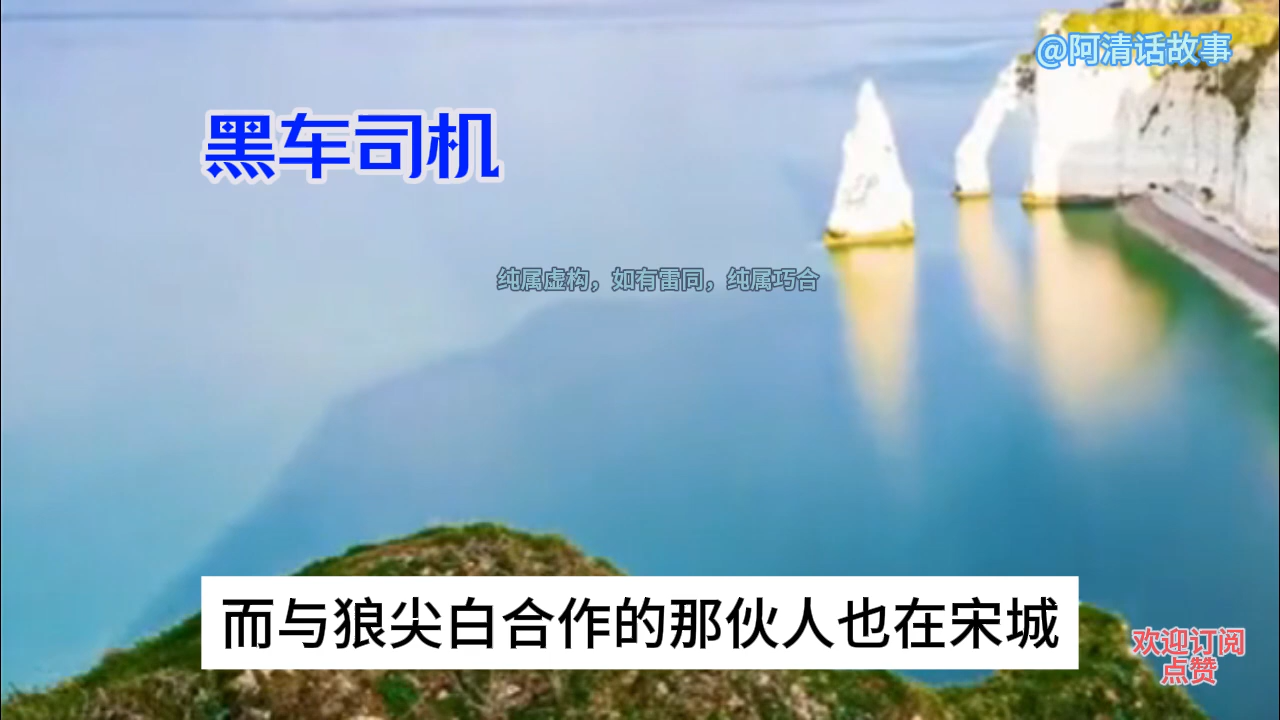 @阿清话故事
黑车司机
纯属虚构，如有雷同，纯属巧合
而与狼尖白合作的那伙人也在宋城
欢迎订阅
点赞